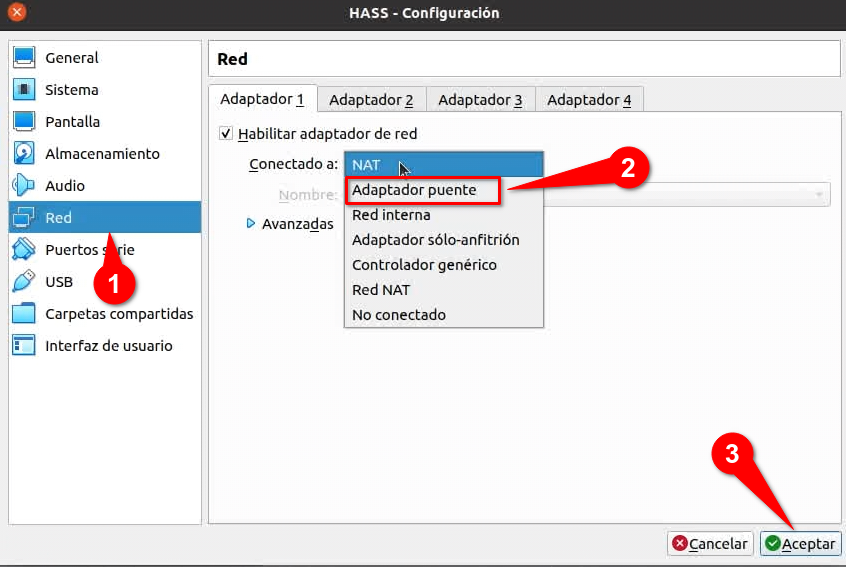 HASS - Configuración
General
Sistema
Pantalla
Almacenamiento
Audio
Red
Puertos serie
USB
Carpetas compartidas
Interfaz de usuario
1
Red
Adaptador 1 Adaptador 2 Adaptador 3 Adaptador 4
Habilitar adaptador de red
Conectado a: NAT
Adaptador puente
Red interna
Adaptador sólo-anfitrión
Controlador genérico
Red NAT
No conectado
2
Nombre:
Avanzadas
3
Cancelar Aceptar